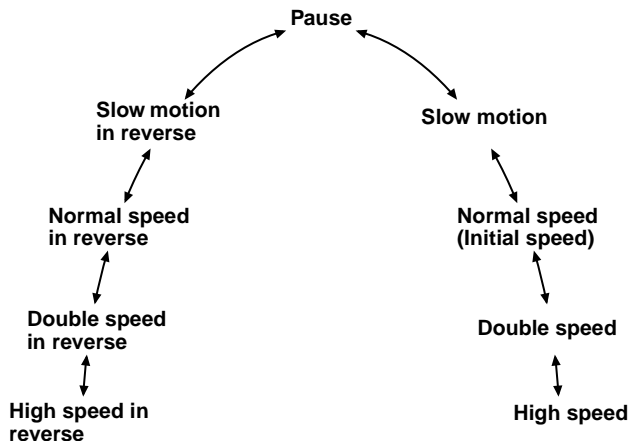 Pause
Slow motion
in reverse
Slow motion
Normal speed
in reverse
Normal speed
(Initial speed)
Double speed
in reverse
Double speed
High speed in
reverse
High speed